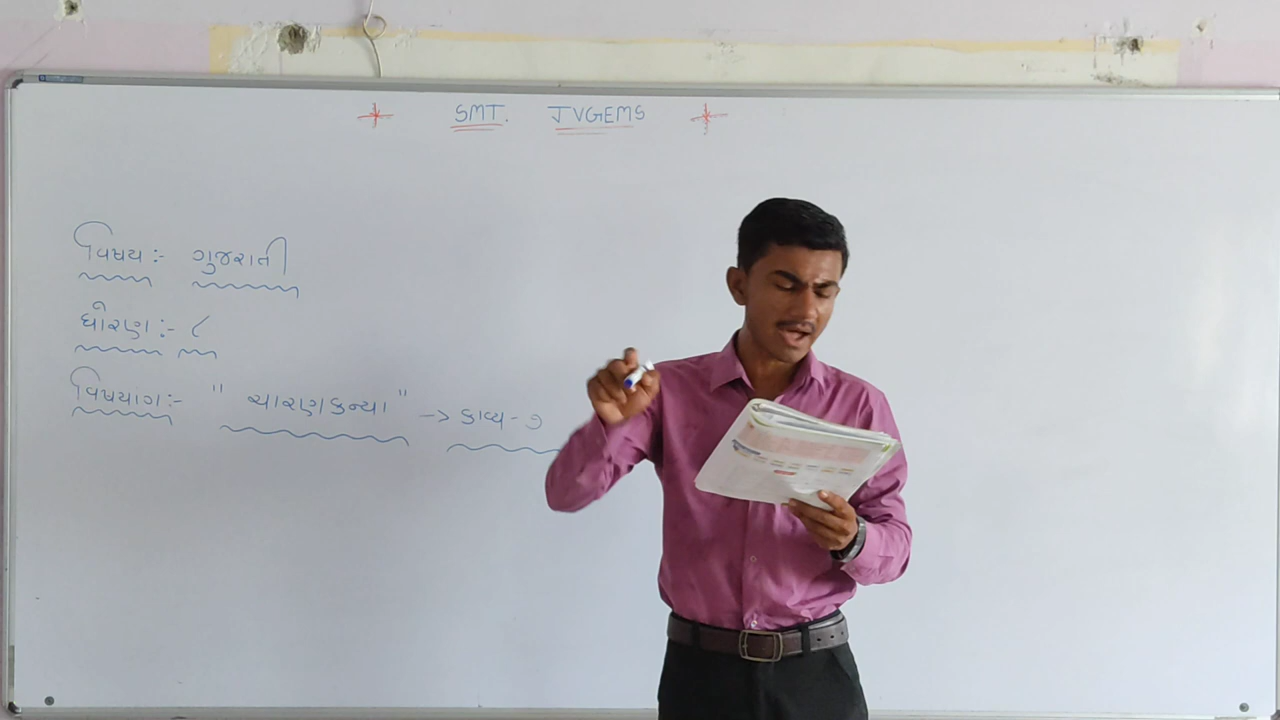 SMT. JVGEMS
વિષય :- ગુજરાતી
ધોરણ :- ૮
વિષયાંગ :- " ચારણકન્યા " -> કાવ્ય - ૭